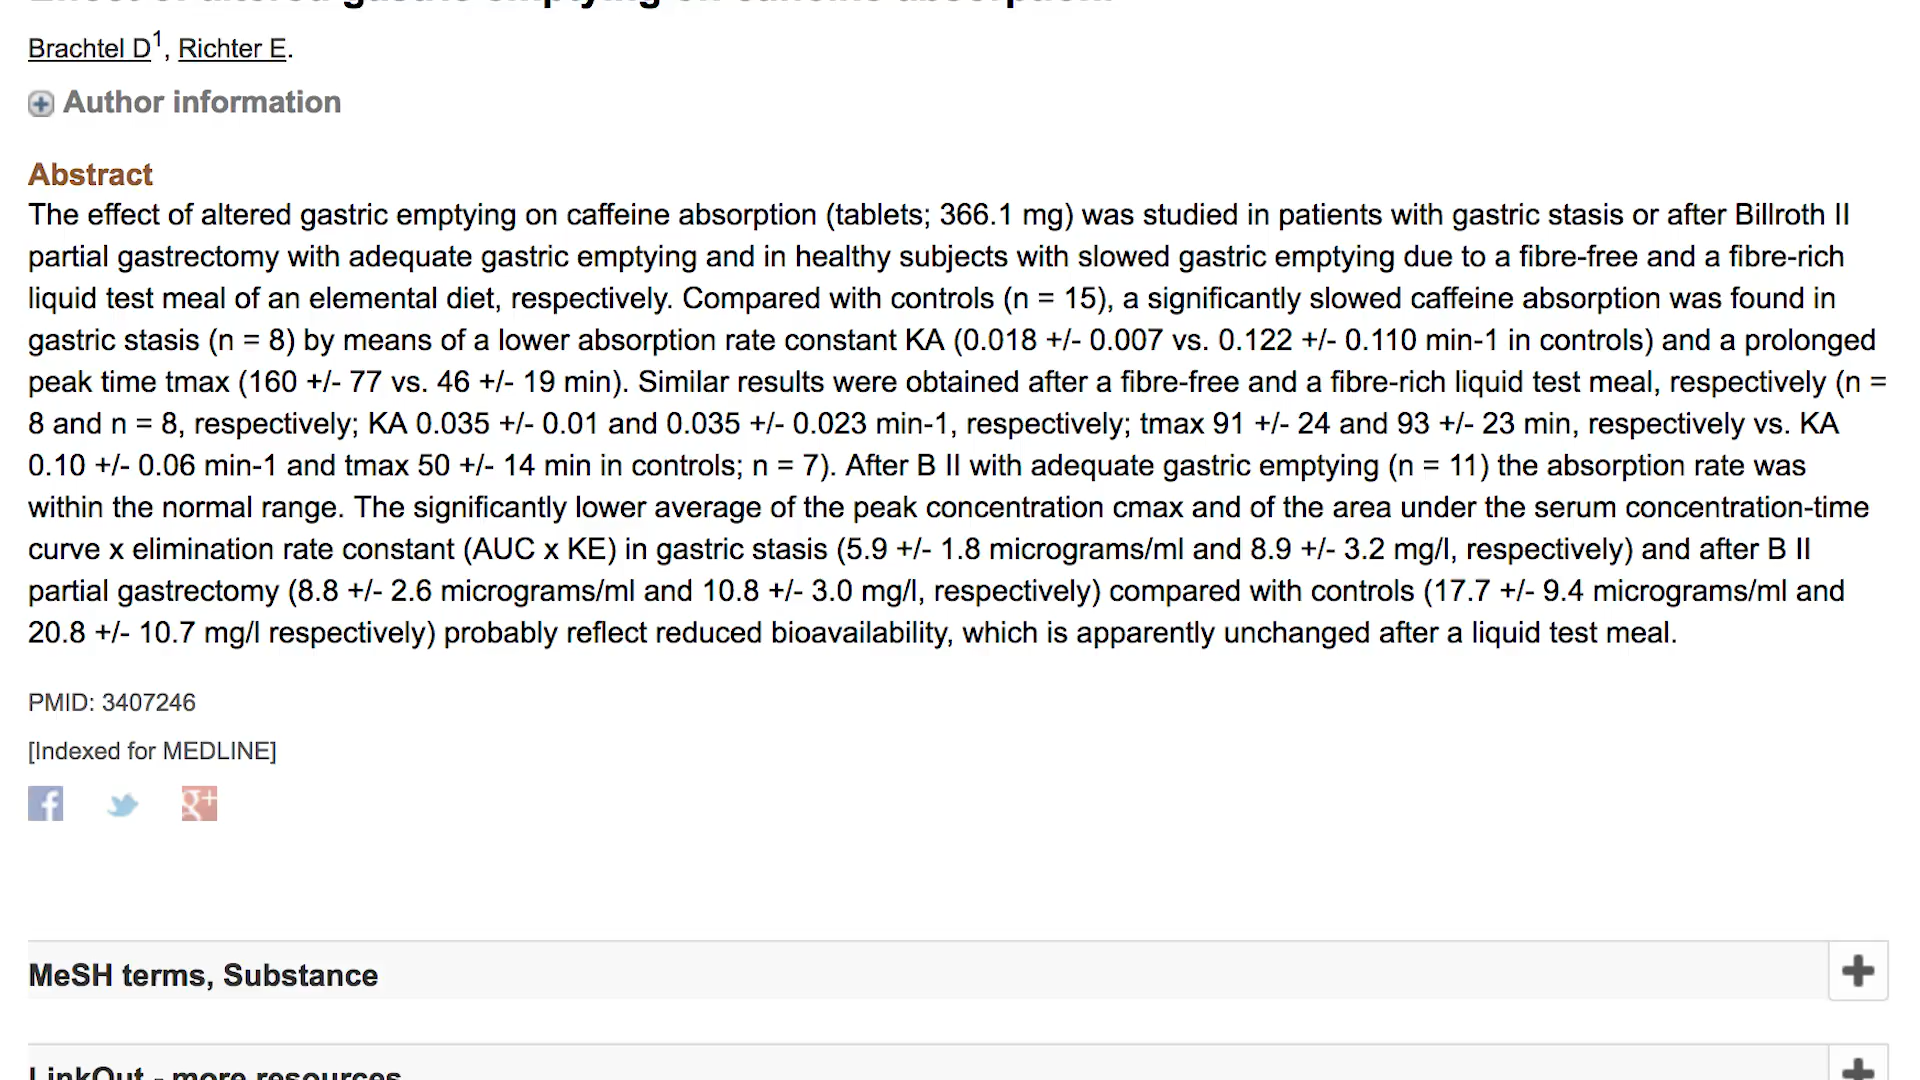 Effect of altered gastric emptying on caffeine absorption.
Brachtel D1, Richter E.
Author information
Abstract
The effect of altered gastric emptying on caffeine absorption (tablets; 366.1 mg) was studied in patients with gastric stasis or after Billroth II
partial gastrectomy with adequate gastric emptying and in healthy subjects with slowed gastric emptying due to a fibre-free and a fibre-rich
liquid test meal of an elemental diet, respectively. Compared with controls (n = 15), a significantly slowed caffeine absorption was found in
gastric stasis (n = 8) by means of a lower absorption rate constant KA (0.018 +/- 0.007 vs. 0.122 +/- 0.110 min-1 in controls) and a prolonged
peak time tmax (160 +/- 77 vs. 46 +/- 19 min). Similar results were obtained after a fibre-free and a fibre-rich liquid test meal, respectively (n =
8 and n = 8, respectively; KA 0.035 +/- 0.01 and 0.035 +/- 0.023 min-1, respectively; tmax 91 +/- 24 and 93 +/- 23 min, respectively vs. KA
0.10 +/- 0.06 min-1 and tmax 50 +/- 14 min in controls; n = 7). After B II with adequate gastric emptying (n = 11) the absorption rate was
within the normal range. The significantly lower average of the peak concentration cmax and of the area under the serum concentration-time
curve x elimination rate constant (AUC x KE) in gastric stasis (5.9 +/- 1.8 micrograms/ml and 8.9 +/- 3.2 mg/l, respectively) and after B II
partial gastrectomy (8.8 +/- 2.6 micrograms/ml and 10.8 +/- 3.0 mg/l, respectively) compared with controls (17.7 +/- 9.4 micrograms/ml and
20.8 +/- 10.7 mg/l respectively) probably reflect reduced bioavailability, which is apparently unchanged after a liquid test meal.
PMID: 3407246
[Indexed for MEDLINE]
f g+
MeSH terms, Substance
LinkOut - more resources